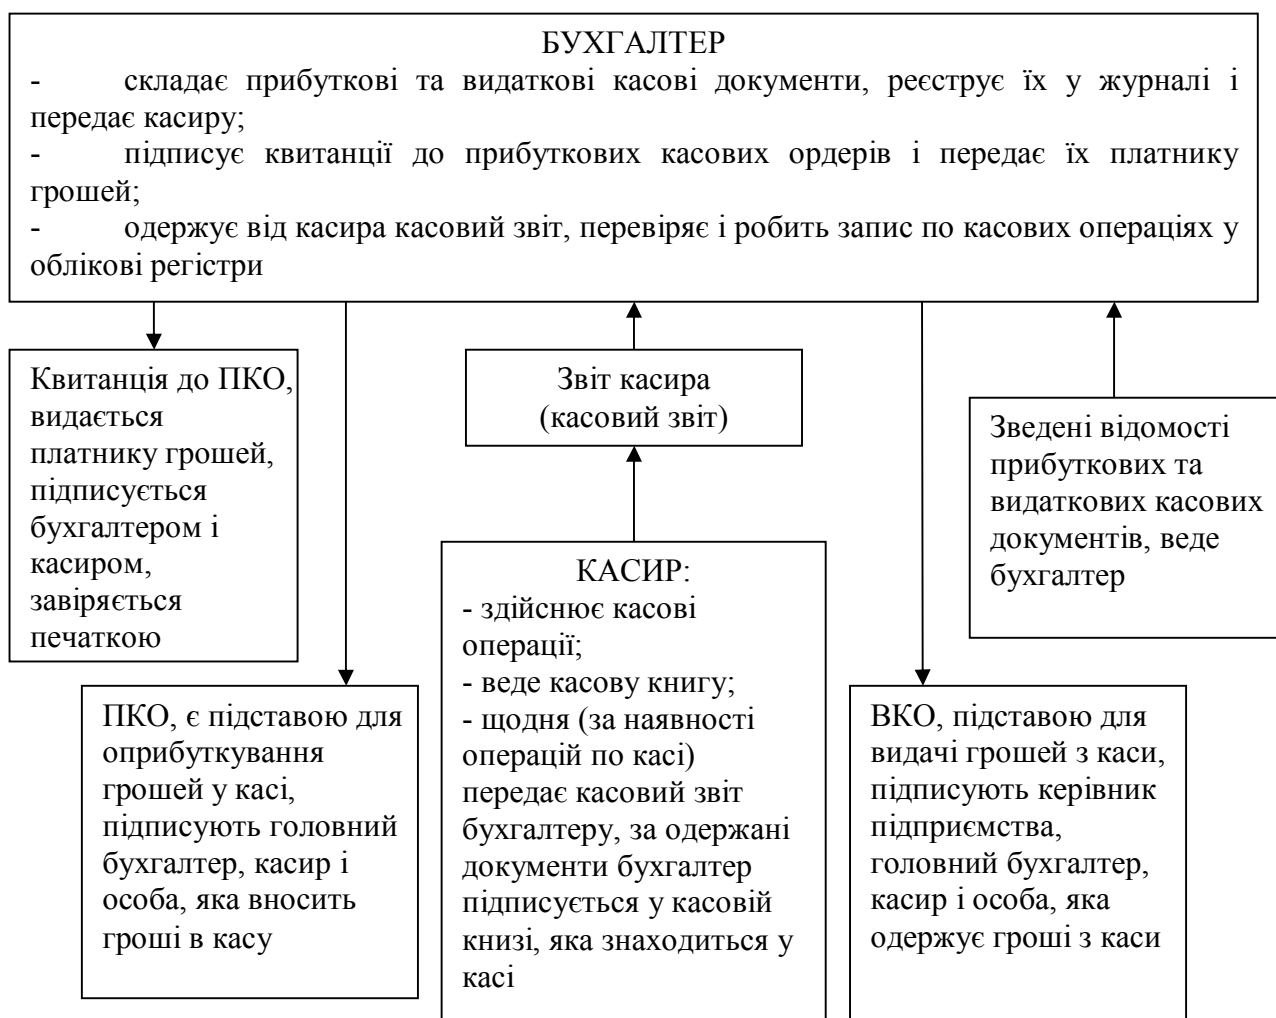 БУХГАЛТЕР
- складає прибуткові та видаткові касові документи, реєструє їх у журналі і
передає касиру;
- підписує квитанції до прибуткових касових ордерів і передає їх платнику
грошей;
- одержує від касира касовий звіт, перевіряє і робить запис по касових операціях у
облікові регістри
Квитанція до ПКО,
видається
платнику грошей,
підписується
бухгалтером і
касиром,
завіряється
печаткою
Звіт касира
(касовий звіт)
Зведені відомості
прибуткових та
видаткових касових
документів, веде
бухгалтер
ПКО, є підставою для
оприбуткування
грошей у касі,
підписують головний
бухгалтер, касир і
особа, яка вносить
гроші в касу
КАСИР:
- здійснює касові
операції;
- веде касову книгу;
- щодня (за наявності
операцій по касі)
передає касовий звіт
бухгалтеру, за одержані
документи бухгалтер
підписується у касовій
книзі, яка знаходиться у
касі
ВКО, підставою для
видачі грошей з каси,
підписують керівник
підприємства,
головний бухгалтер,
касир і особа, яка
одержує гроші з каси